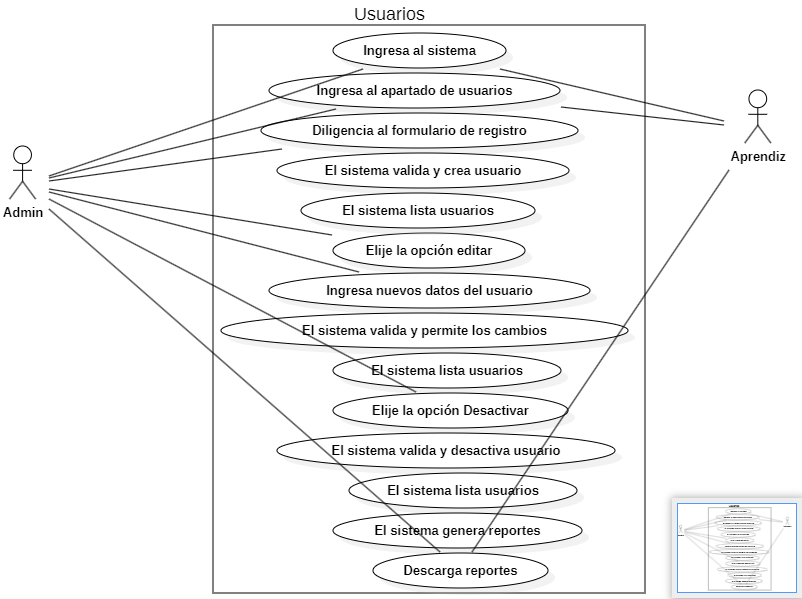 Usuarios
Ingresa al sistema
Ingresa al apartado de usuarios
Diligencia al formulario de registro
Aprendiz
El sistema valida y crea usuario
Admin
El sistema lista usuarios
Elije la opción editar
Ingresa nuevos datos del usuario
El sistema valida y permite los cambios
El sistema lista usuarios
Elije la opción Desactivar
El sistema valida y desactiva usuario
El sistema lista usuarios
El sistema genera reportes
Descarga reportes